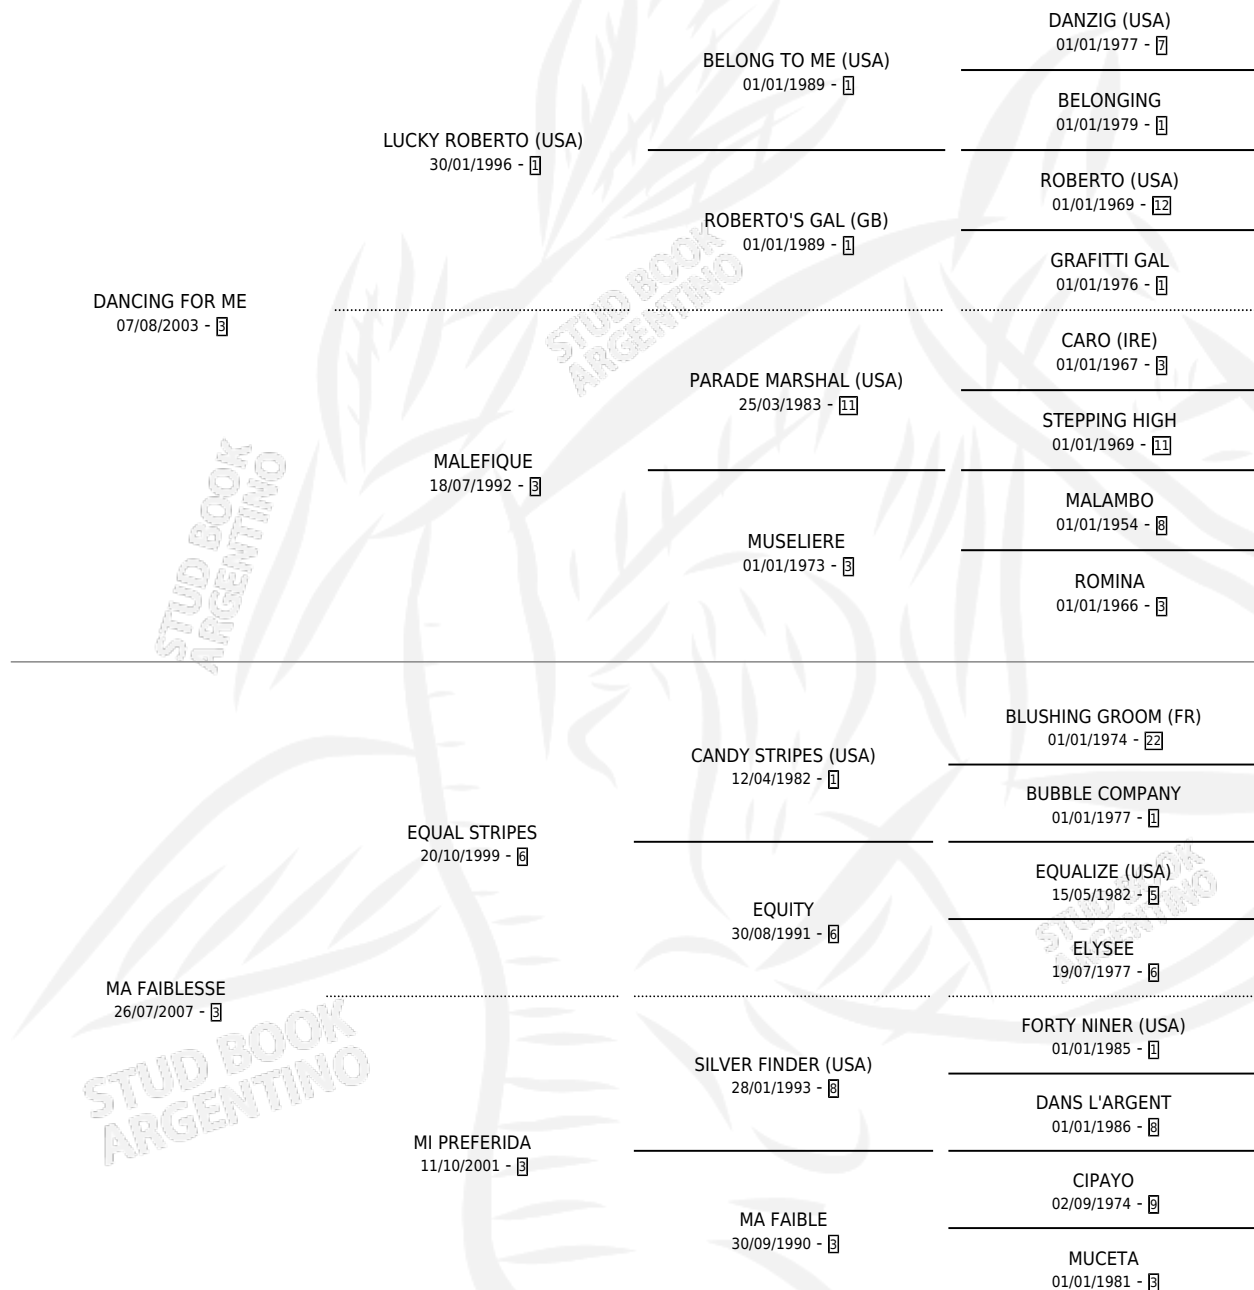 DANZIG (USA)
01/01/1977 - 7
BELONG TO ME (USA)
01/01/1989 - 1
BELONGING
01/01/1979 - 1
LUCKY ROBERTO (USA)
30/01/1996 - 1
ROBERTO (USA)
01/01/1969 - 12
ROBERTO'S GAL (GB)
01/01/1989 - 1
GRAFITTI GAL
01/01/1976 - 1
DANCING FOR ME
07/08/2003 - 3
CARO (IRE)
01/01/1967 - 3
PARADE MARSHAL (USA)
25/03/1983 - 11
STEPPING HIGH
01/01/1969 - 11
MALEFIQUE
18/07/1992 - 3
MALAMBO
01/01/1954 - 8
MUSELIERE
01/01/1973 - 3
ROMINA
01/01/1966 - 3
BLUSHING GROOM (FR)
01/01/1974 - 22
CANDY STRIPES (USA)
12/04/1982 - 1
BUBBLE COMPANY
01/01/1977 - 1
EQUAL STRIPES
20/10/1999 - 6
EQUALIZE (USA)
15/05/1982 - 5
EQUITY
30/08/1991 - 6
ELYSEE
19/07/1977 - 6
MA FAIBLESSE
26/07/2007 - 3
FORTY NINER (USA)
01/01/1985 - 1
SILVER FINDER (USA)
28/01/1993 - 8
DANS L'ARGENT
01/01/1986 - 8
MI PREFERIDA
11/10/2001 - 3
CIPAYO
02/09/1974 - 9
MA FAIBLE
30/09/1990 - 3
MUCETA
01/01/1981 - 3
STUD BOOK
ARGENTINO
STUD BOOK
ARGENTINO
STUD BOOK
ARGENTINO
STUD BOOK
ARGENTINO